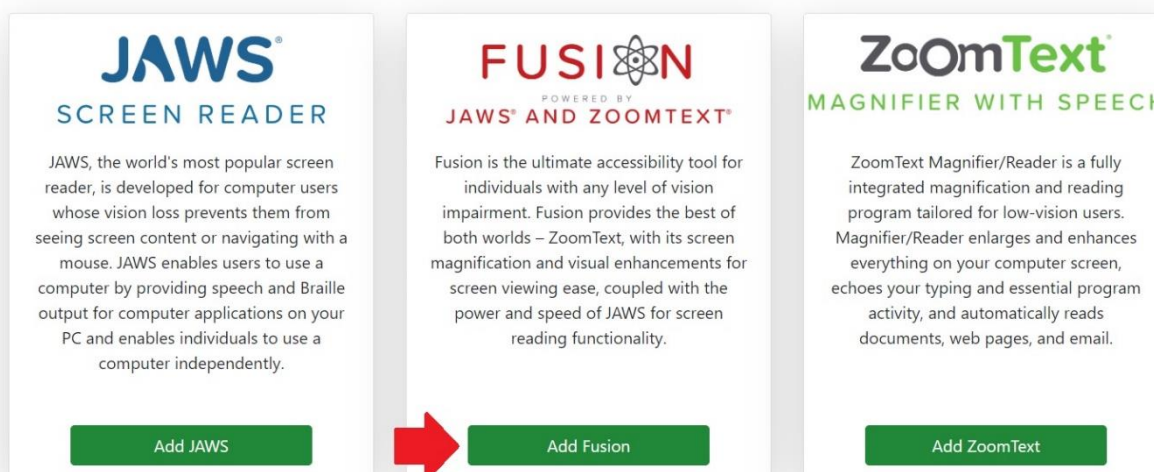 JAWS®
SCREEN READER
JAWS, the world's most popular screen
reader, is developed for computer users
whose vision loss prevents them from
seeing screen content or navigating with a
mouse. JAWS enables users to use a
computer by providing speech and Braille
output for computer applications on your
PC and enables individuals to use a
computer independently.
Add JAWS
FUSION
POWERED BY
JAWS® AND ZOOMTEXT®
Fusion is the ultimate accessibility tool for
individuals with any level of vision
impairment. Fusion provides the best of
both worlds – ZoomText, with its screen
magnification and visual enhancements for
screen viewing ease, coupled with the
power and speed of JAWS for screen
reading functionality.
Add Fusion
ZoomText®
MAGNIFIER WITH SPEECH
ZoomText Magnifier/Reader is a fully
integrated magnification and reading
program tailored for low-vision users.
Magnifier/Reader enlarges and enhances
everything on your computer screen,
echoes your typing and essential program
activity, and automatically reads
documents, web pages, and email.
Add ZoomText